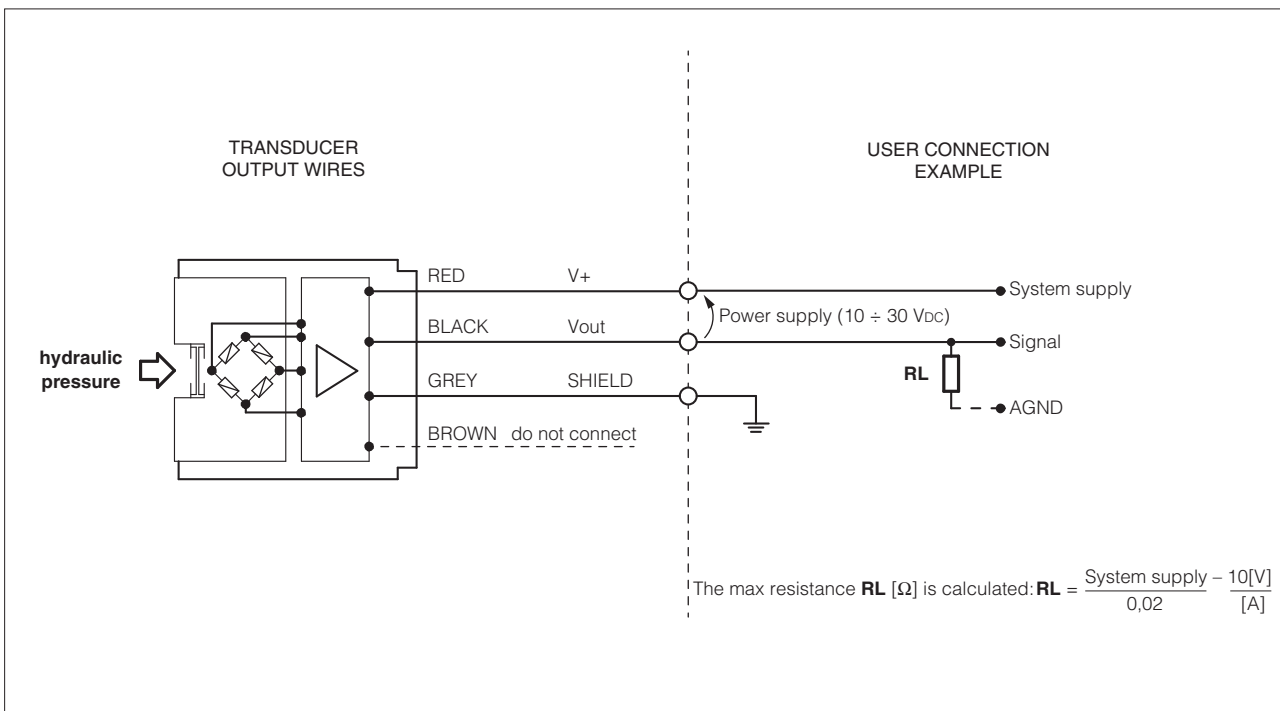 TRANSDUCER
OUTPUT WIRES
USER CONNECTION
EXAMPLE
hydraulic
pressure
RED V+
BLACK Vout
GREY SHIELD
BROWN do not connect
System supply
Power supply (10 ÷ 30 VDC)
Signal
RL
AGND
The max resistance RL [Ω] is calculated: RL = System supply – 10[V]
0,02 [A]